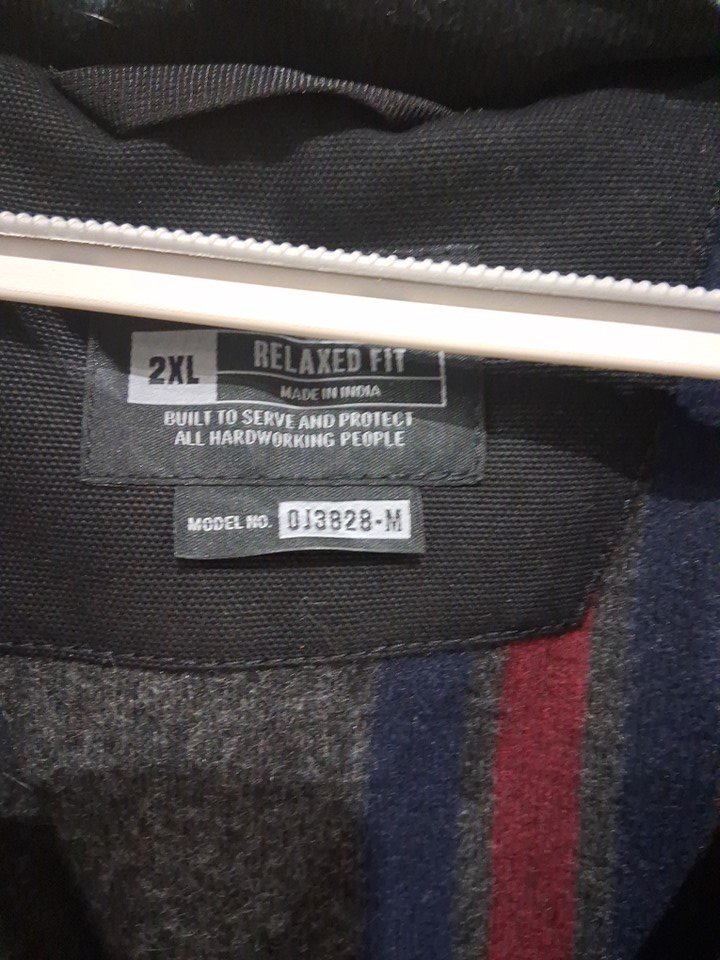 2XL
RELAXED FIT
MADE IN INDIA
BUILT TO SERVE AND PROTECT
ALL HARDWORKING PEOPLE
MODEL NO. OJ3828-M